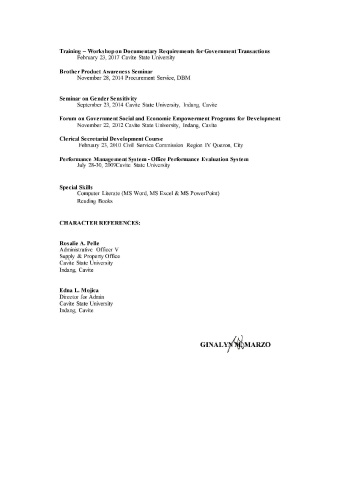 Training – Workshop on Documentary Requirements for Government Transactions
February 23, 2017 Cavite State University
Brother Product Awareness Seminar
November 28, 2014 Procurement Service, DBM
Seminar on Gender Sensitivity
September 25, 2014 Cavite State University, Indang, Cavite
Forum on Government Social and Economic Empowerment Programs for Development
November 22, 2012 Cavite State University, Indang, Cavite
Clerical Secretarial Development Course
February 23, 2010 Civil Service Commission Region IV Quezon, City
Performance Management System - Office Performance Evaluation System
July 28-30, 2009Cavite State University
Special Skills
Computer Literate (MS Word, MS Excel & MS PowerPoint)
Reading Books
CHARACTER REFERENCES:
Rosalie A. Pelle
Administrative Officer V
Supply & Property Office
Cavite State University
Indang, Cavite
Edna L. Mojica
Director for Admin
Cavite State University
Indang, Cavite
GINALYN M. MARZO